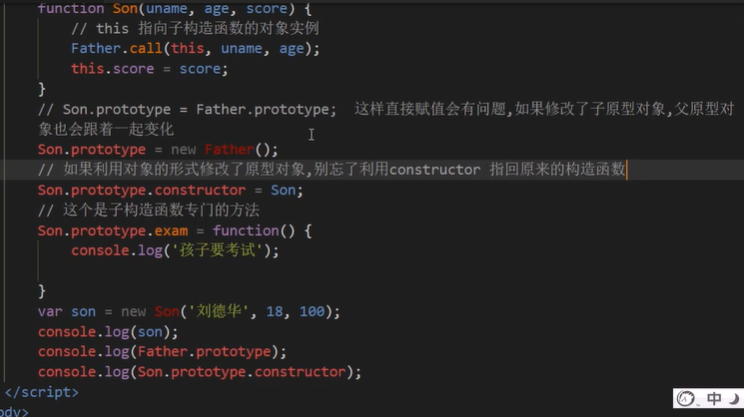 function Son(uname, age, score) {
// this 指向子构造函数的对象实例
Father.call(this, uname, age);
this.score = score;
}
// Son.prototype = Father.prototype;  这样直接赋值会有问题,如果修改了子原型对象,父原型对
象也会跟着一起变化
Son.prototype = new Father();
// 如果利用对象的形式修改了原型对象,别忘了利用constructor 指回原来的构造函数
Son.prototype.constructor = Son;
// 这个是子构造函数专门的方法
Son.prototype.exam = function() {
console.log('孩子要考试');
}
var son = new Son('刘德华', 18, 100);
console.log(son);
console.log(Father.prototype);
console.log(Son.prototype.constructor);
</script>
body>
中